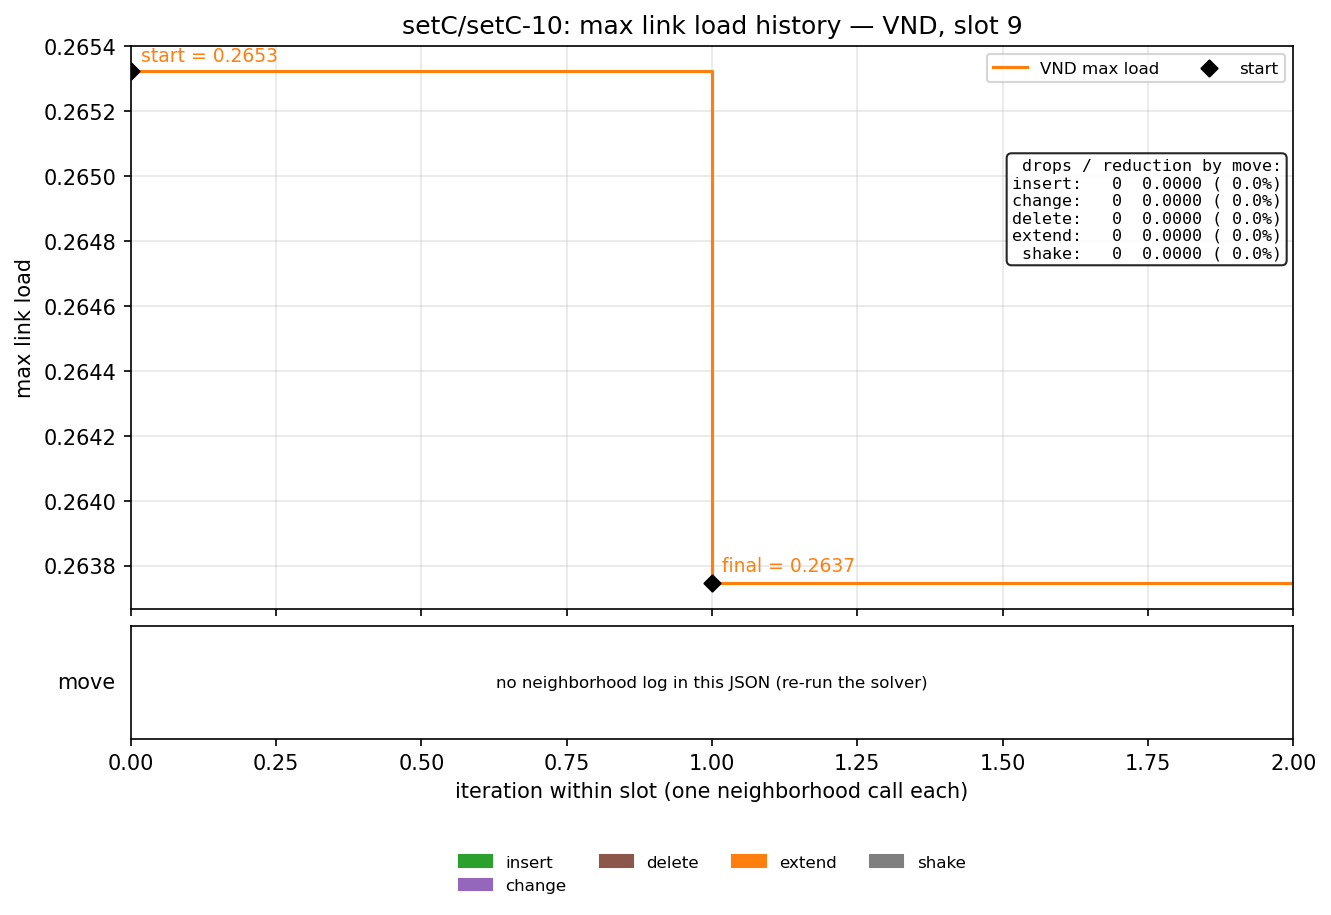 setC/setC-10: max link load history — VND, slot 9
0.2654
0.2652
0.2650
0.2648
0.2646
0.2644
0.2642
0.2640
0.2638
max link load
start = 0.2653
VND max load
start
drops / reduction by move:
insert:   0  0.0000 ( 0.0%)
change:   0  0.0000 ( 0.0%)
delete:   0  0.0000 ( 0.0%)
extend:   0  0.0000 ( 0.0%)
shake:   0  0.0000 ( 0.0%)
final = 0.2637
move
no neighborhood log in this JSON (re-run the solver)
0.00 0.25 0.50 0.75 1.00 1.25 1.50 1.75 2.00
iteration within slot (one neighborhood call each)
insert delete extend shake
change